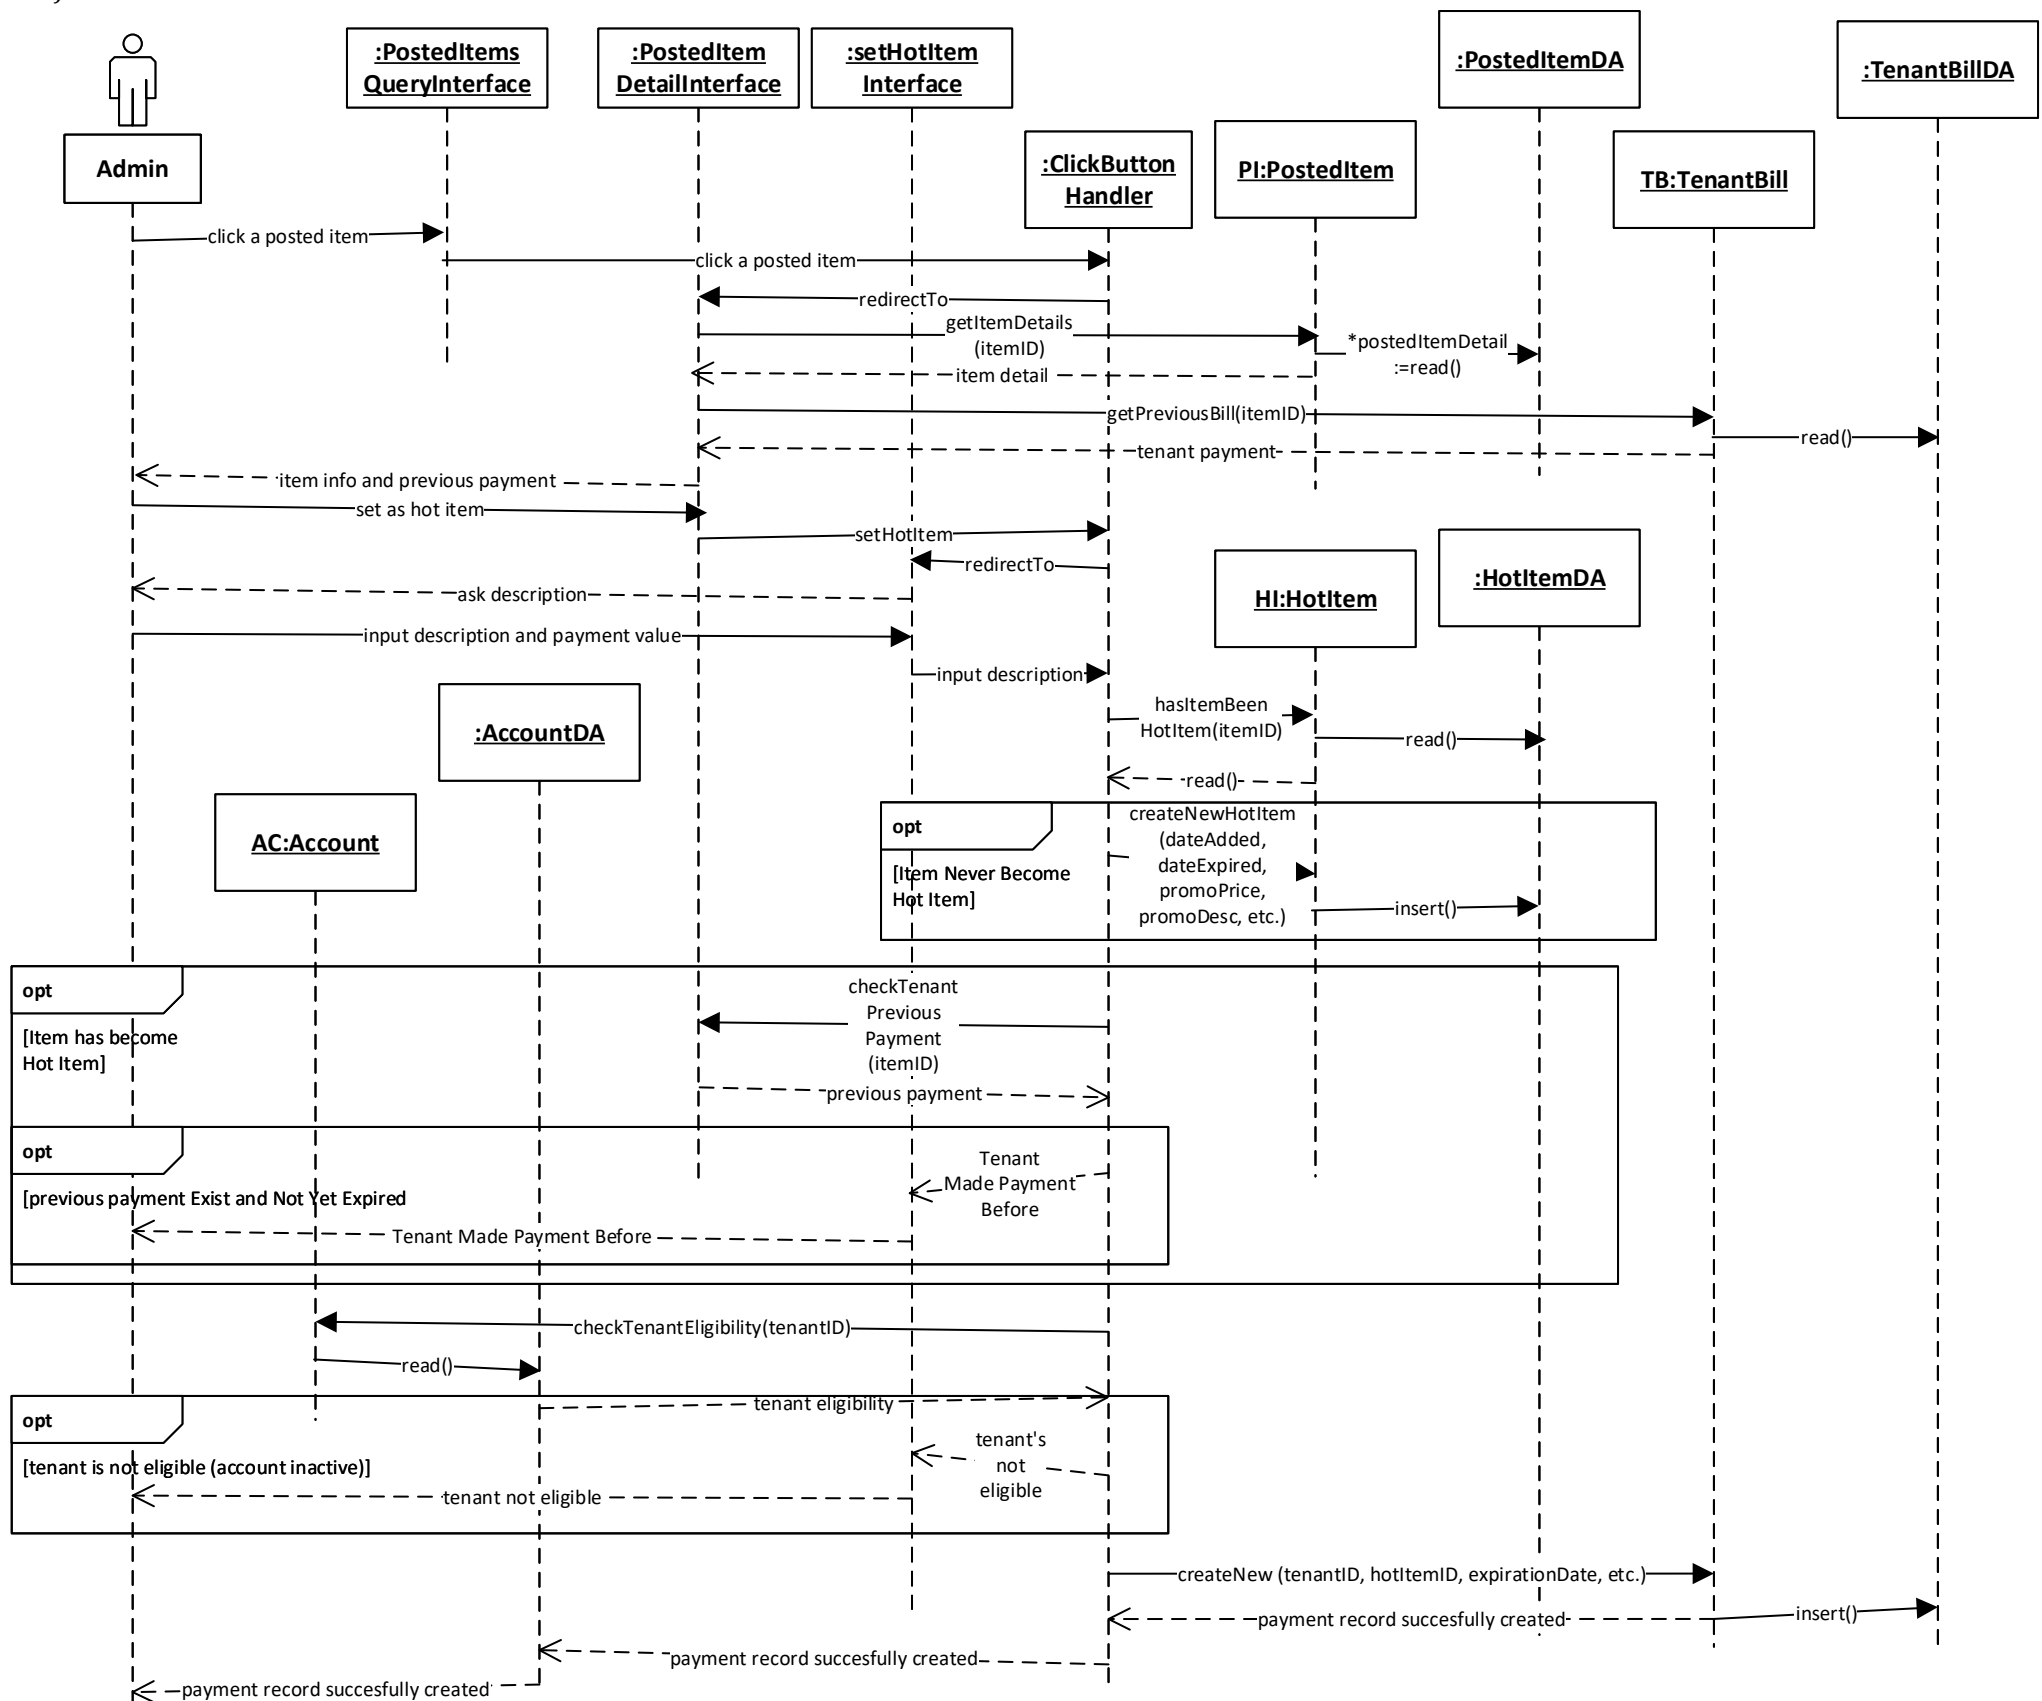 :PostedItems
QueryInterface
:PostedItem
DetailInterface
:setHotItem
Interface
:PostedItemDA
:TenantBillDA
Admin
:ClickButton
Handler
PI:PostedItem
TB:TenantBill
click a posted item
click a posted item
redirectTo
getItemDetails
(itemID)
*postedItemDetail
:=read()
item detail
getPreviousBill(itemID)
read()
tenant payment
item info and previous payment
set as hot item
setHotItem
redirectTo
ask description
HI:HotItem
:HotItemDA
input description and payment value
input description
:AccountDA
hasItemBeen
HotItem(itemID)
read()
read()
AC:Account
opt
[Item Never Become
Hot Item]
createNewHotItem
(dateAdded,
dateExpired,
promoPrice,
promoDesc, etc.)
insert()
opt
[Item has become
Hot Item]
checkTenant
Previous
Payment
(itemID)
previous payment
opt
[previous payment Exist and Not Yet Expired
Tenant
Made Payment
Before
Tenant Made Payment Before
checkTenantEligibility(tenantID)
read()
opt
tenant eligibility
[tenant is not eligible (account inactive)]
tenant's
not
eligible
tenant not eligible
createNew (tenantID, hotItemID, expirationDate, etc.)
payment record succesfully created
insert()
payment record succesfully created
payment record succesfully created